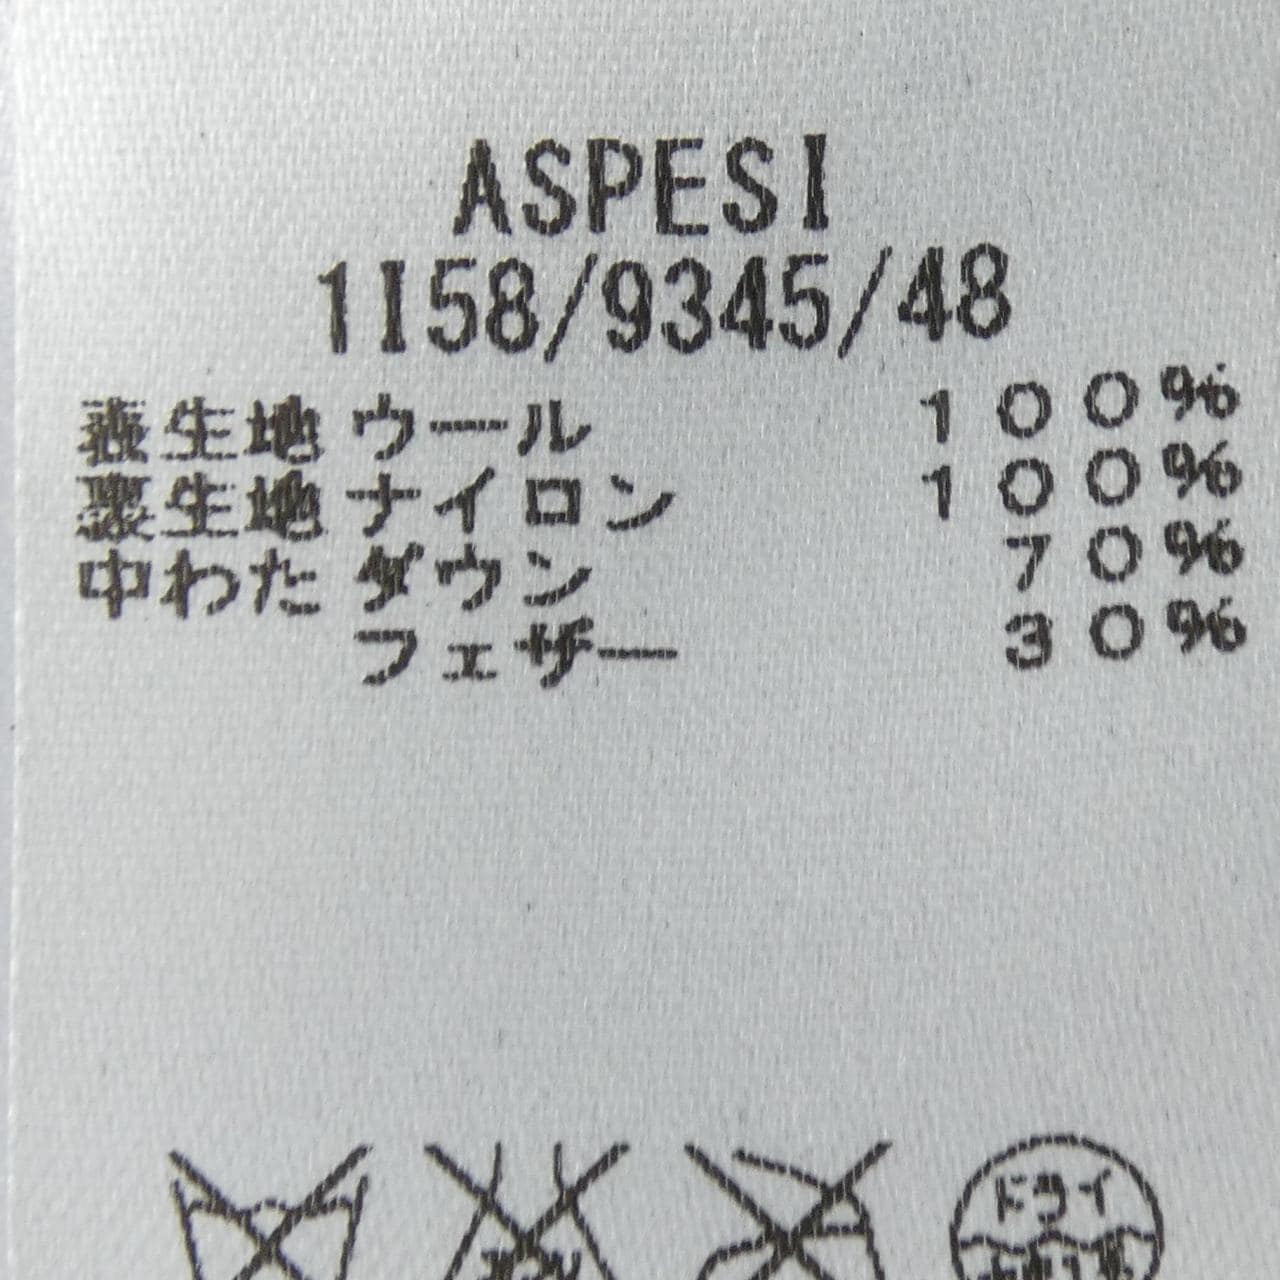 ASPESI
1I58/9345/48
表生地 ウール 100%
裏生地 ナイロン 100%
中わた ダウン 70%
フェザー 30%
ドライ